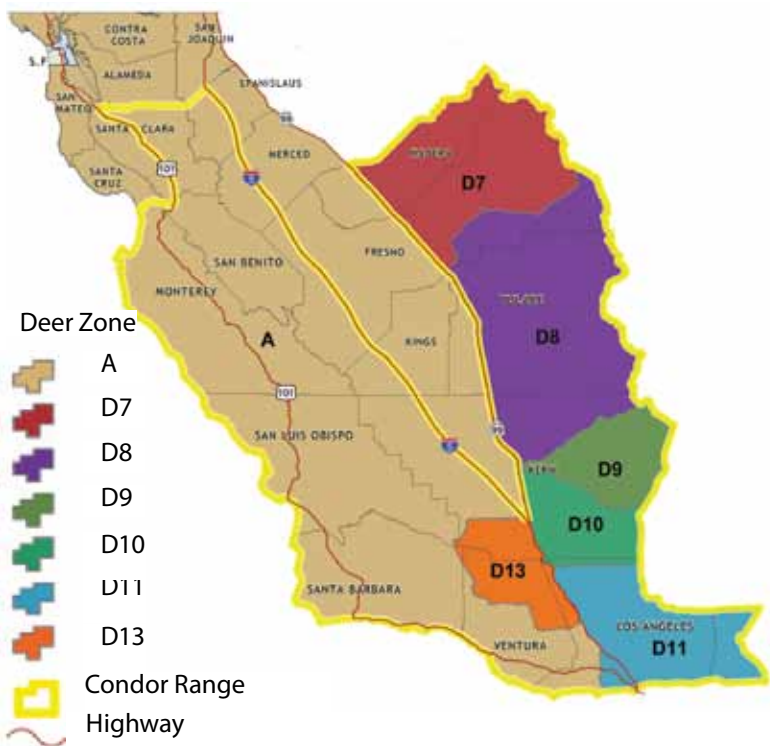 CONTRA
COSTA
SAN
JOAQUIN
S.F
ALAMEDA
STANISLAUS
SAN
MATEO
99
SANTA CLARA
MERCED
MADERA
101
5
D7
SANTA
CRUZ
FRESNO
SAN BENITO
MONTEREY
TULARE
A
KINGS
D8
101
SAN LUIS OBISPO
99
5
KERN
D9
D10
D13
SANTA BARBARA
LOS ANGELES
VENTURA
D11
Deer Zone
A
D7
D8
D9
D10
D11
D13
Condor Range
Highway